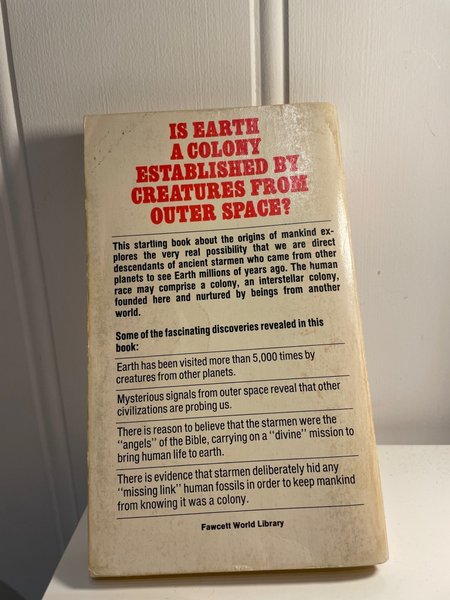 IS EARTH
A COLONY
ESTABLISHED BY
CREATURES FROM
OUTER SPACE?
This startling book about the origins of mankind ex-
plores the very real possibility that we are direct
descendants of ancient starmen who came from other
planets to see Earth millions of years ago. The human
race may comprise a colony, an interstellar colony,
founded here and nurtured by beings from another
world.
Some of the fascinating discoveries revealed in this
book:
Earth has been visited more than 5,000 times by
creatures from other planets.
Mysterious signals from outer space reveal that other
civilizations are probing us.
There is reason to believe that the starmen were the
"angels" of the Bible, carrying on a "divine" mission to
bring human life to earth.
There is evidence that starmen deliberately hid any
"missing link" human fossils in order to keep mankind
from knowing it was a colony.
Fawcett World Library